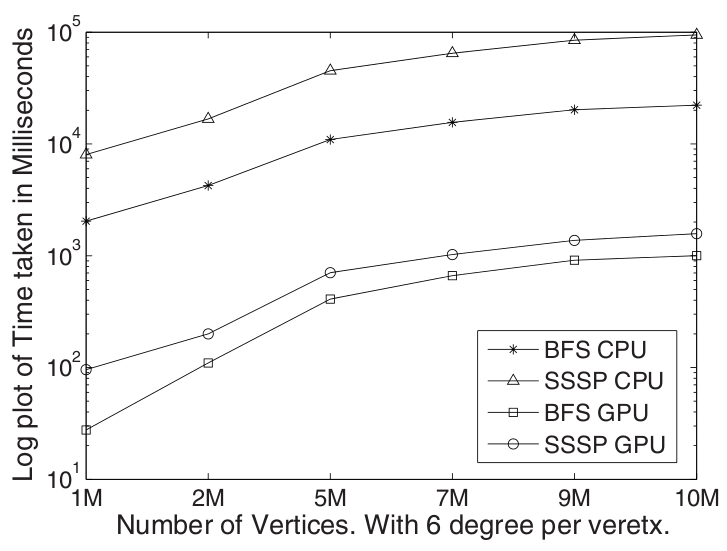 Log plot of Time taken in Milliseconds
10^5
10^4
10^3
10^2
10^1
BFS CPU
SSSP CPU
BFS GPU
SSSP GPU
1M 2M 5M 7M 9M 10M
Number of Vertices. With 6 degree per veretx.